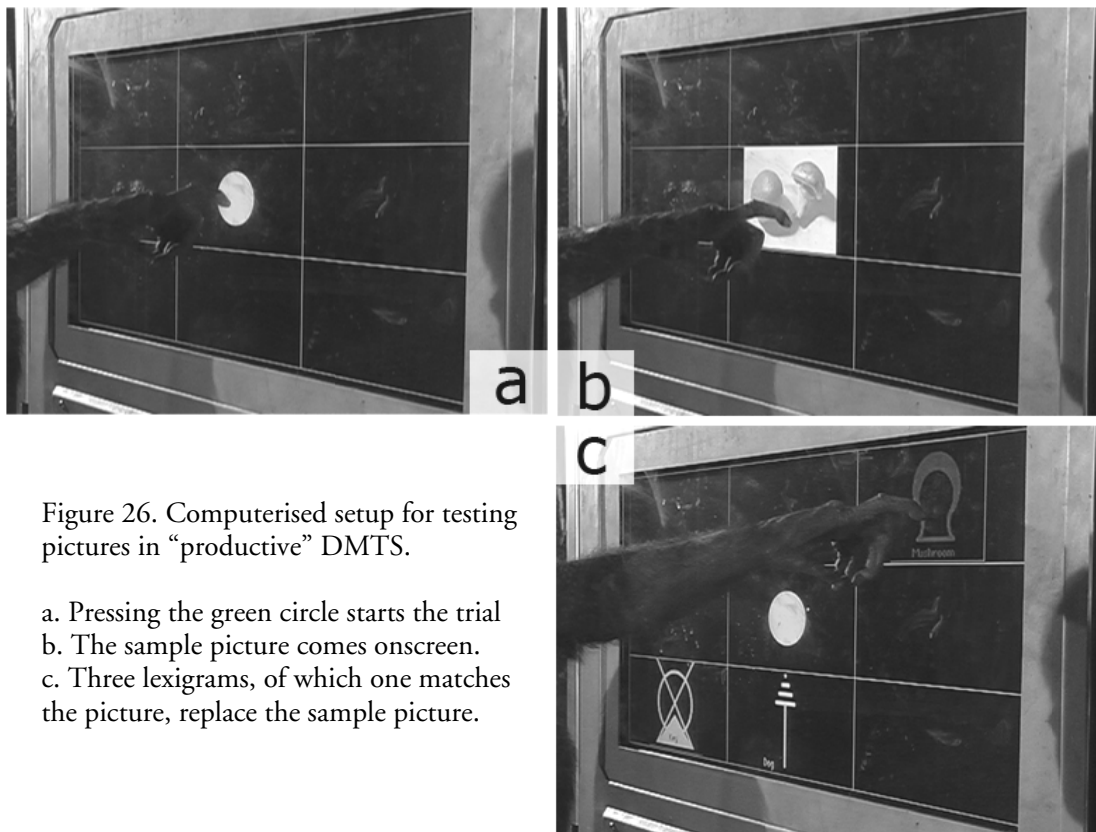 a
b
c
Mushroom
Dog
Figure 26. Computerised setup for testing
pictures in “productive” DMTS.
a. Pressing the green circle starts the trial
b. The sample picture comes onscreen.
c. Three lexigrams, of which one matches
the picture, replace the sample picture.